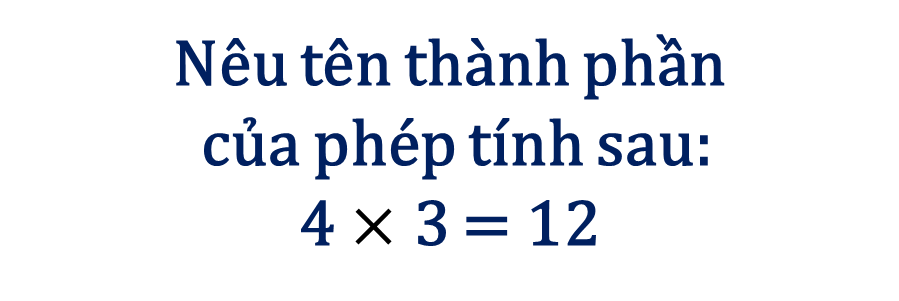 Nêu tên thành phần
của phép tính sau:
4 × 3 = 12